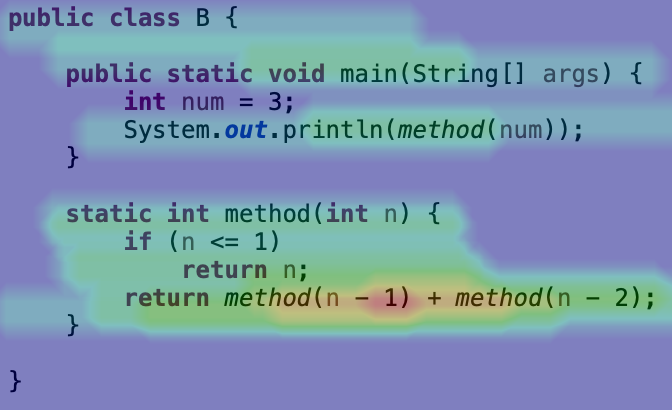 public class B {
public static void main(String[] args) {
int num = 3;
System.out.println(method(num));
}
static int method(int n) {
if (n <= 1)
return n;
return method(n - 1) + method(n - 2);
}
}